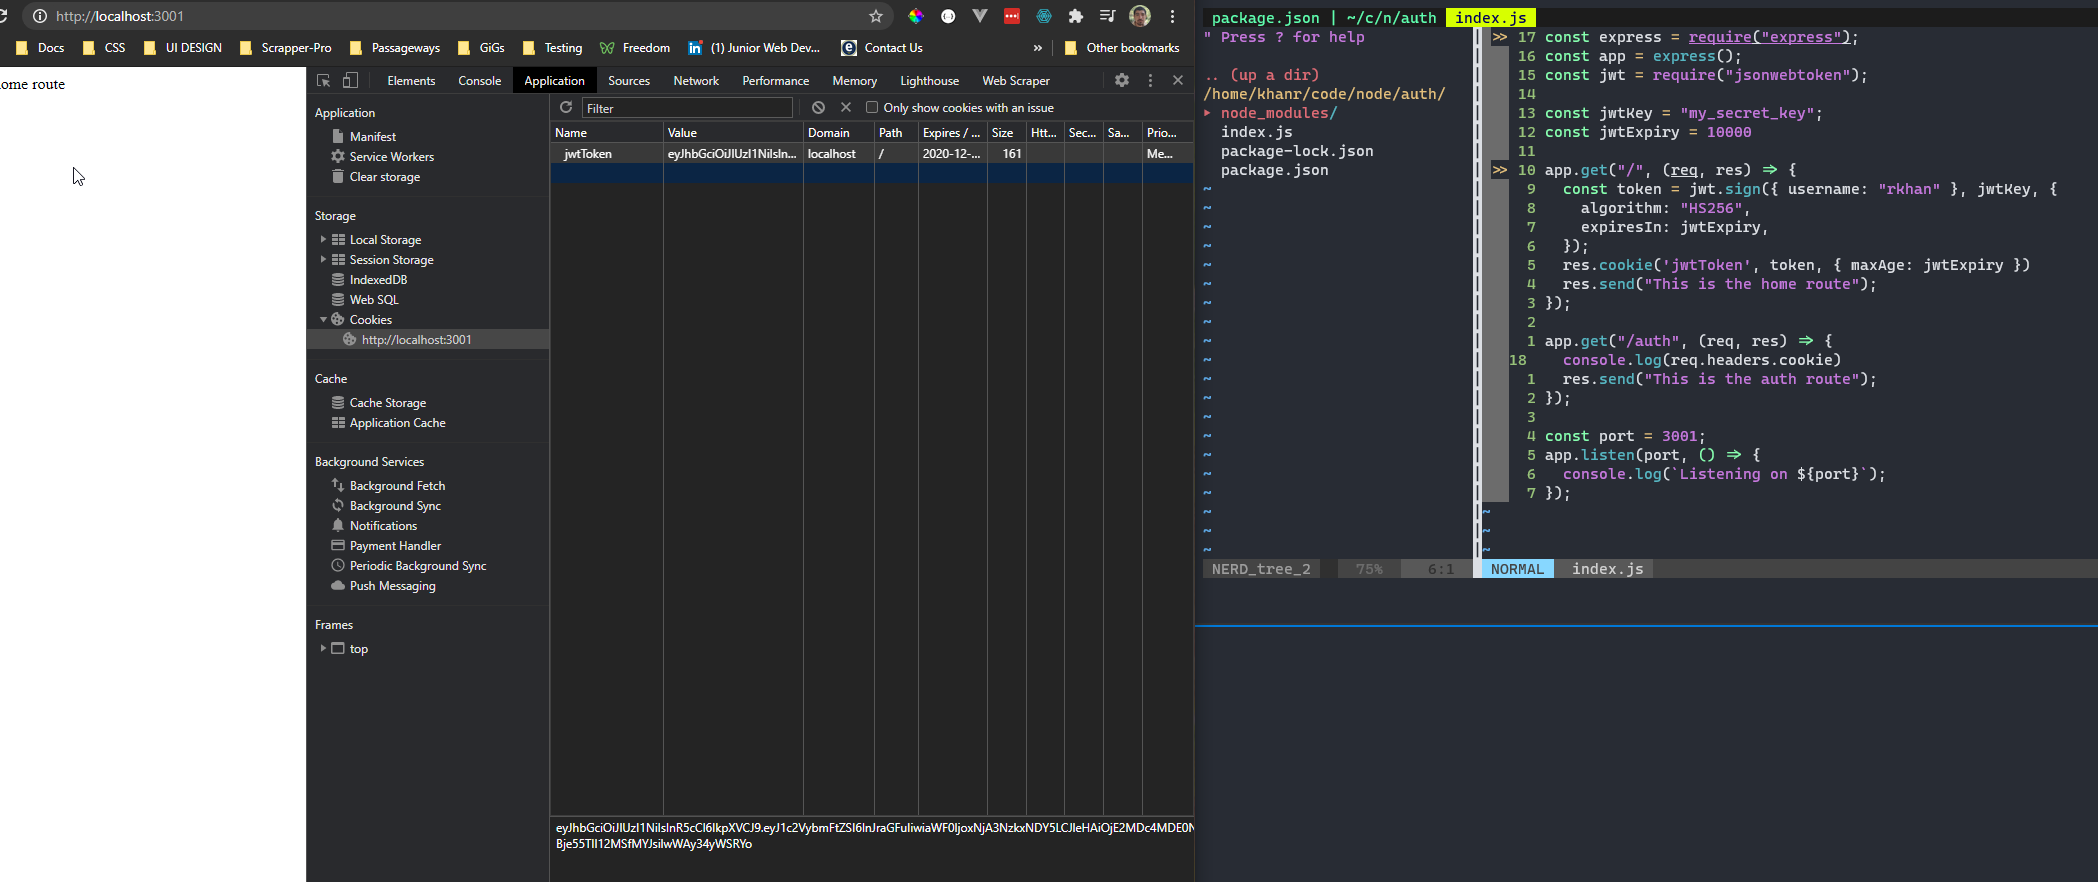 http://localhost:3001
Docs CSS UI DESIGN Scrapper-Pro Passageways GiGs Testing Freedom (1) Junior Web Dev... Contact Us » Other bookmarks
ome route
Elements Console Application Sources Network Performance Memory Lighthouse Web Scraper
Application
Manifest
Service Workers
Clear storage
Storage
Local Storage
Session Storage
IndexedDB
Web SQL
Cookies
http://localhost:3001
Cache
Cache Storage
Application Cache
Background Services
Background Fetch
Background Sync
Notifications
Payment Handler
Periodic Background Sync
Push Messaging
Frames
top
Filter
Only show cookies with an issue
Name Value Domain Path Expires / ... Size Htt... Sec... Sa... Prio...
jwtToken eyJhbGciOiJIUzI1NiIsIn... localhost / 2020-12-... 161 Me...
package.json | ~/c/n/auth index.js
" Press ? for help
.. (up a dir)
/home/khanr/code/node/auth/
▸ node_modules/
index.js
package-lock.json
package.json
>> 17 const express = require("express");
16 const app = express();
15 const jwt = require("jsonwebtoken");
14
13 const jwtKey = "my_secret_key";
12 const jwtExpiry = 10000
11
>> 10 app.get("/", (req, res) => {
9 const token = jwt.sign({ username: "rkhan" }, jwtKey, {
8 algorithm: "HS256",
7 expiresIn: jwtExpiry,
6 });
5 res.cookie('jwtToken', token, { maxAge: jwtExpiry })
4 res.send("This is the home route");
3 });
2
1 app.get("/auth", (req, res) => {
18 console.log(req.headers.cookie)
1 res.send("This is the auth route");
2 });
3
4 const port = 3001;
5 app.listen(port, () => {
6 console.log(`Listening on ${port}`);
7 });
NERD_tree_2 75% 6:1 NORMAL index.js